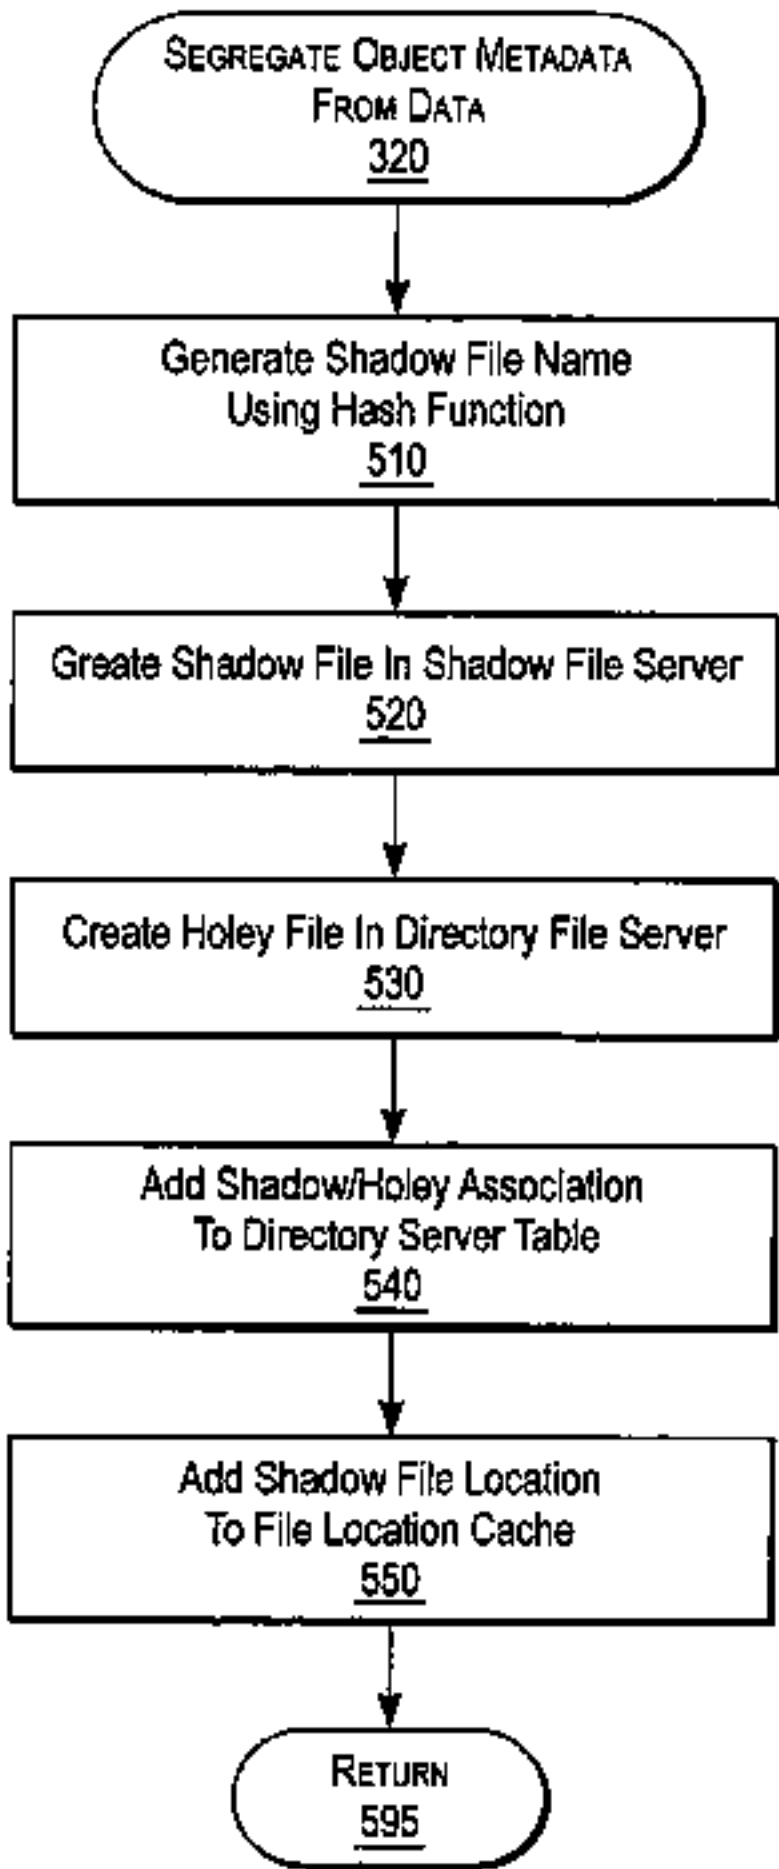 SEGREGATE OBJECT METADATA
FROM DATA
320
Generate Shadow File Name
Using Hash Function
510
Greate Shadow File In Shadow File Server
520
Create Holey File In Directory File Server
530
Add Shadow/Holey Association
To Directory Server Table
540
Add Shadow File Location
To File Location Cache
550
RETURN
595